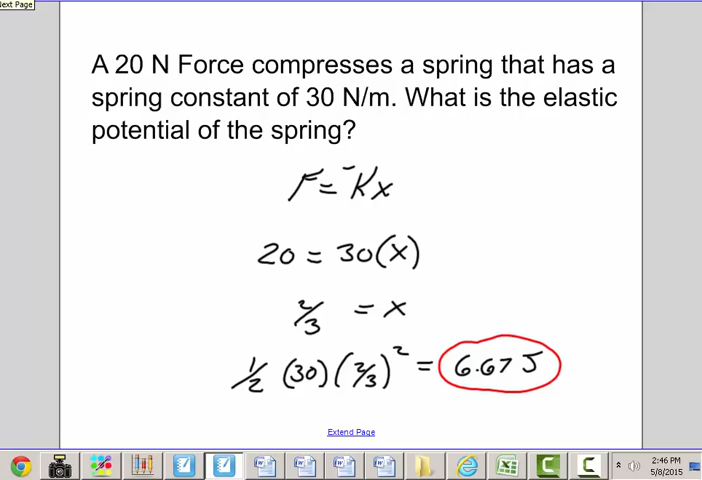 Next Page
A 20 N Force compresses a spring that has a
spring constant of 30 N/m. What is the elastic
potential of the spring?
F = -Kx
20 = 30(x)
2/3 = x
1/2 (30)(2/3)² = 6.67 J
Extend Page
2:46 PM
5/8/2015